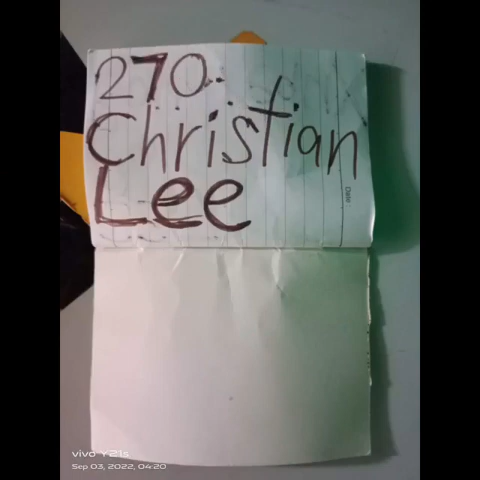 270.
Christian
Lee
Date
vivo Y21s
Sep 03, 2022, 04:20